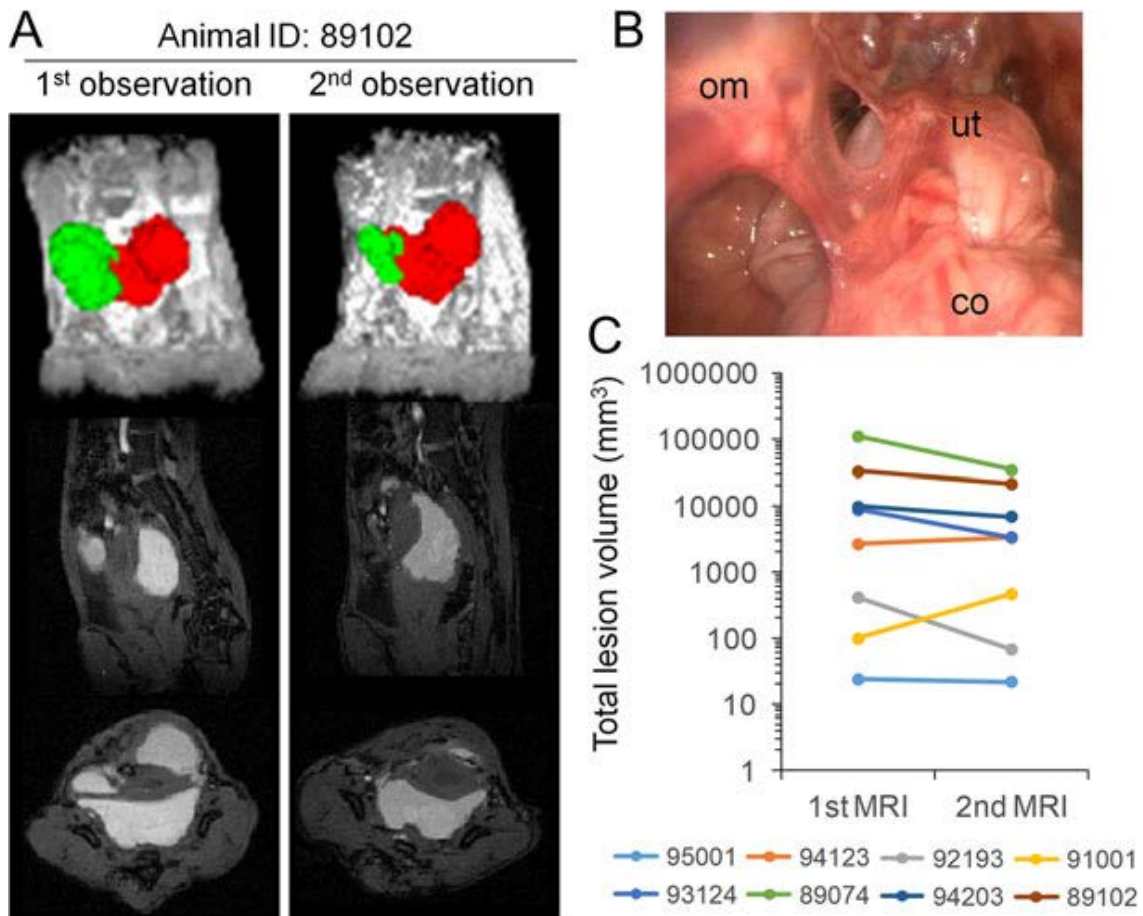 A
Animal ID: 89102
1st observation
2nd observation
B
om
ut
co
C
Total lesion volume (mm3)
1000000
100000
10000
1000
100
10
1
1st MRI
2nd MRI
95001
94123
92193
91001
93124
89074
94203
89102